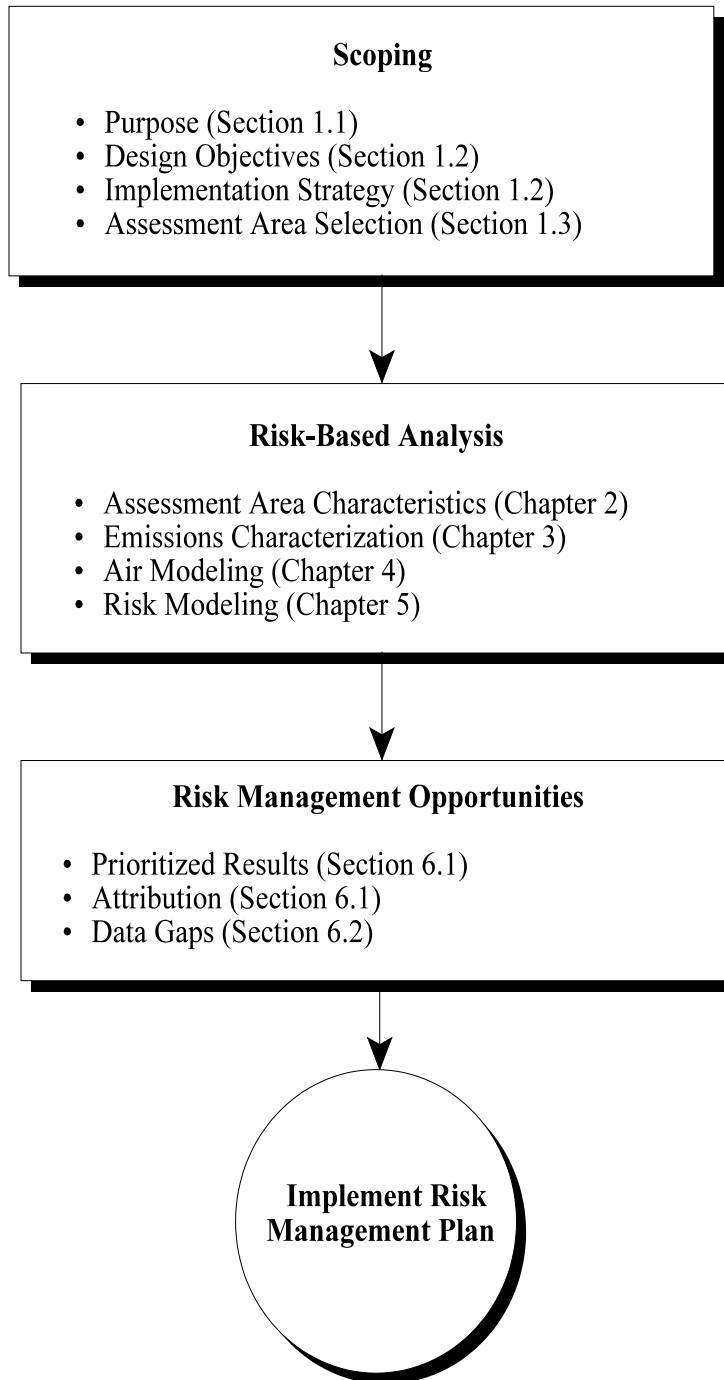 Scoping
• Purpose (Section 1.1)
• Design Objectives (Section 1.2)
• Implementation Strategy (Section 1.2)
• Assessment Area Selection (Section 1.3)
Risk-Based Analysis
• Assessment Area Characteristics (Chapter 2)
• Emissions Characterization (Chapter 3)
• Air Modeling (Chapter 4)
• Risk Modeling (Chapter 5)
Risk Management Opportunities
• Prioritized Results (Section 6.1)
• Attribution (Section 6.1)
• Data Gaps (Section 6.2)
Implement Risk
Management Plan